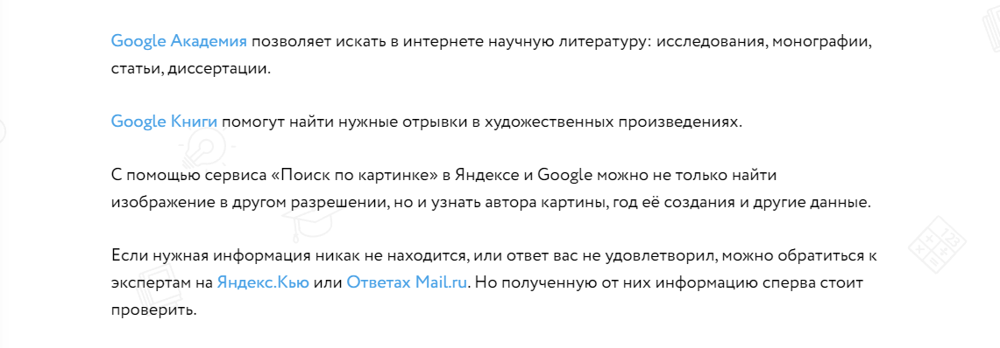 Google Академия позволяет искать в интернете научную литературу: исследования, монографии,
статьи, диссертации.
Google Книги помогут найти нужные отрывки в художественных произведениях.
С помощью сервиса «Поиск по картинке» в Яндексе и Google можно не только найти
изображение в другом разрешении, но и узнать автора картины, год её создания и другие данные.
Если нужная информация никак не находится, или ответ вас не удовлетворил, можно обратиться к
экспертам на Яндекс.Кью или Ответах Mail.ru. Но полученную от них информацию сперва стоит
проверить.